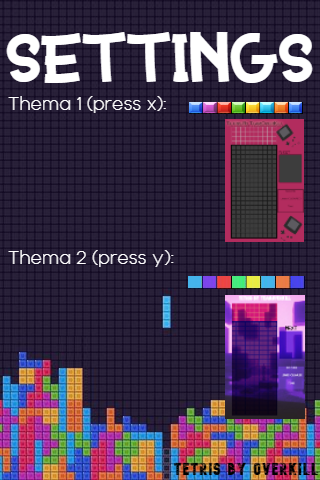 SETTINGS
Thema 1 (press x):
Thema 2 (press y):
TETRIS BY OVERKILL